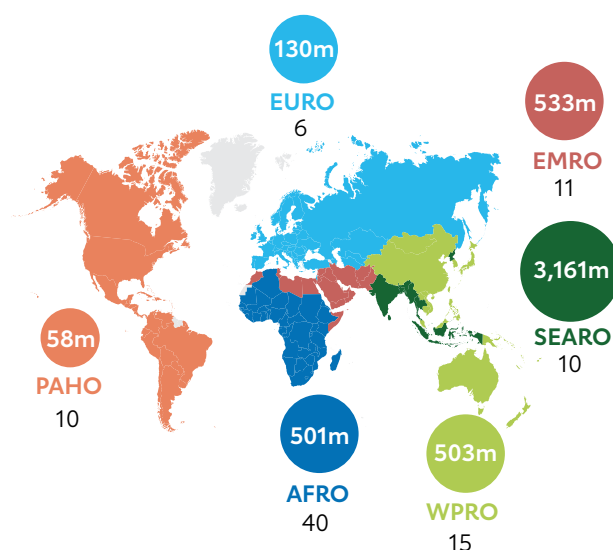 130m
EURO
6
533m
EMRO
11
3,161m
SEARO
10
58m
PAHO
10
501m
AFRO
40
503m
WPRO
15